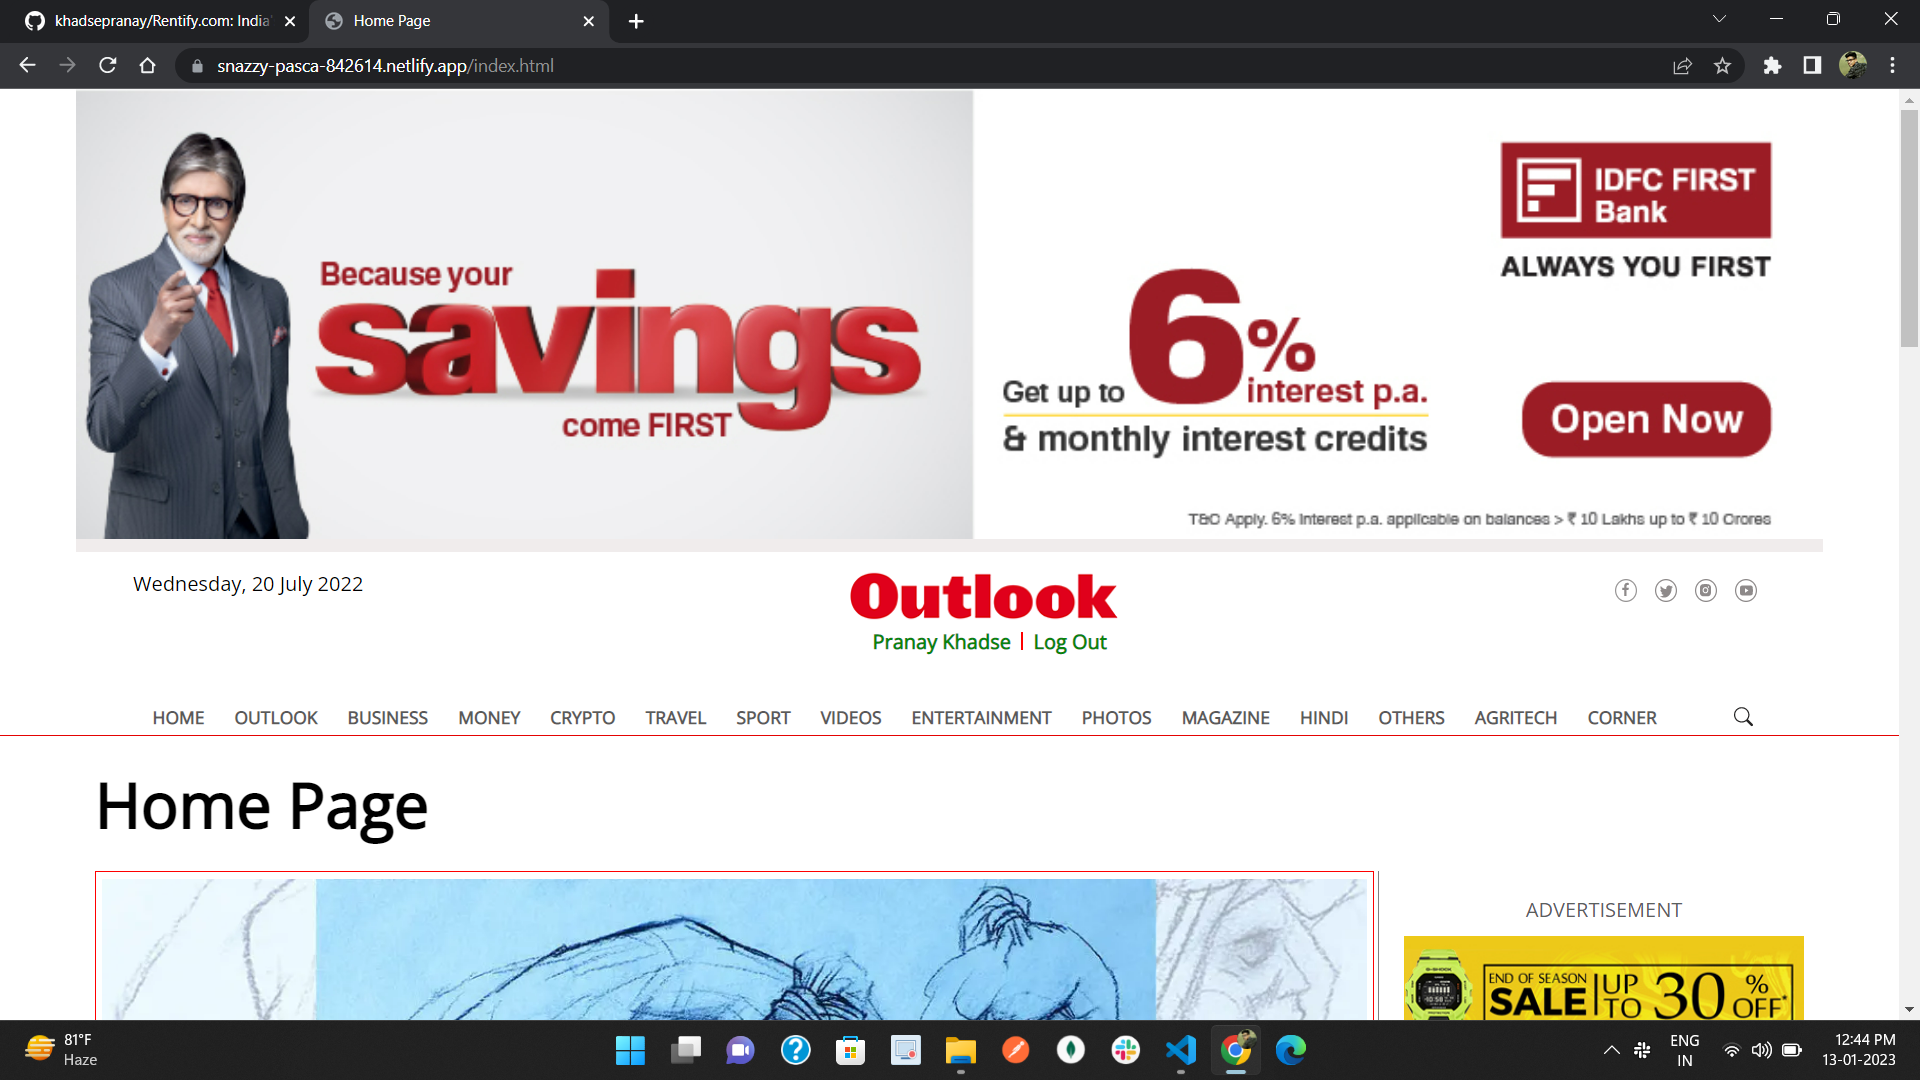 khadsepranay/Rentify.com: India'
Home Page
snazzy-pasca-842614.netlify.app/index.html
Because your
savings
come FIRST
Get up to 6% interest p.a.
& monthly interest credits
IDFC FIRST
Bank
ALWAYS YOU FIRST
Open Now
T&C Apply. 6% interest p.a. applicable on balances > ₹ 10 Lakhs up to ₹ 10 Crores
Wednesday, 20 July 2022
Outlook
Pranay Khadse | Log Out
HOME OUTLOOK BUSINESS MONEY CRYPTO TRAVEL SPORT VIDEOS ENTERTAINMENT PHOTOS MAGAZINE HINDI OTHERS AGRITECH CORNER
Home Page
ADVERTISEMENT
END OF SEASON
SALE
UP
TO
30
%
OFF*
81°F
Haze
ENG
IN
12:44 PM
13-01-2023